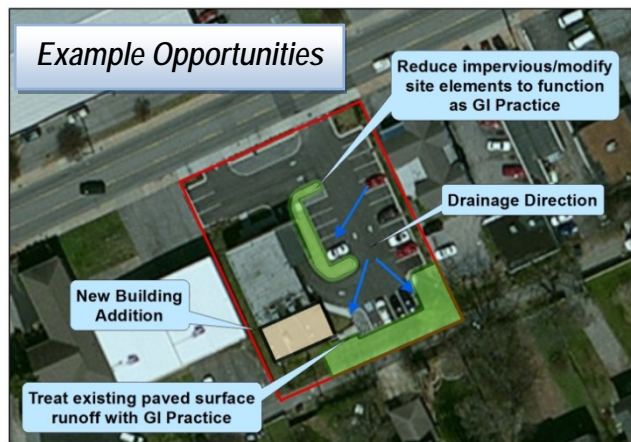 Example Opportunities
Reduce impervious/modify
site elements to function
as GI Practice
Drainage Direction
New Building
Addition
Treat existing paved surface
runoff with GI Practice